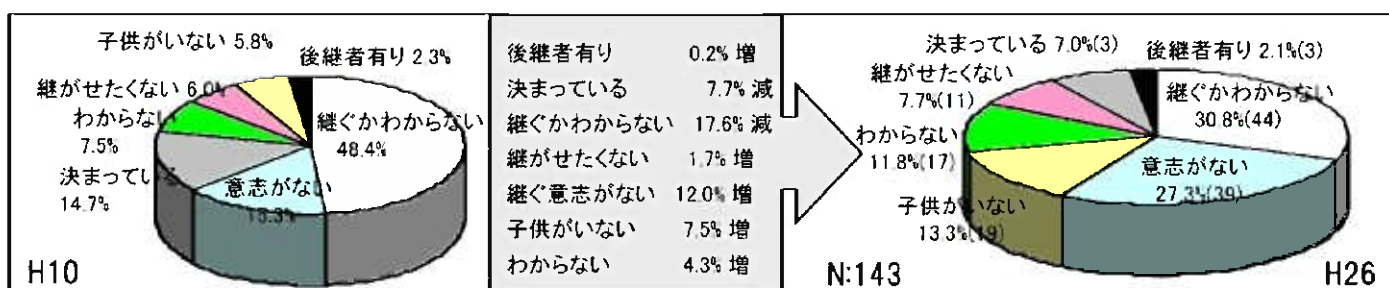 子供がいない 5.8%
後継者有り 2.3%
継がせたくない 6.0%
わからない
7.5%
継ぐかわからない
48.4%
決まっている
14.7%
意志がない
15.3%
H10
後継者有り 0.2% 増
決まっている 7.7% 減
継ぐかわからない 17.6% 減
継がせたくない 1.7% 増
継ぐ意志がない 12.0% 増
子供がいない 7.5% 増
わからない 4.3% 増
決まっている 7.0%(3)
後継者有り 2.1%(3)
継がせたくない
7.7%(11)
継ぐかわからない
30.8%(44)
わからない
11.8%(17)
意志がない
27.3%(39)
子供がいない
13.3%(19)
N:143
H26